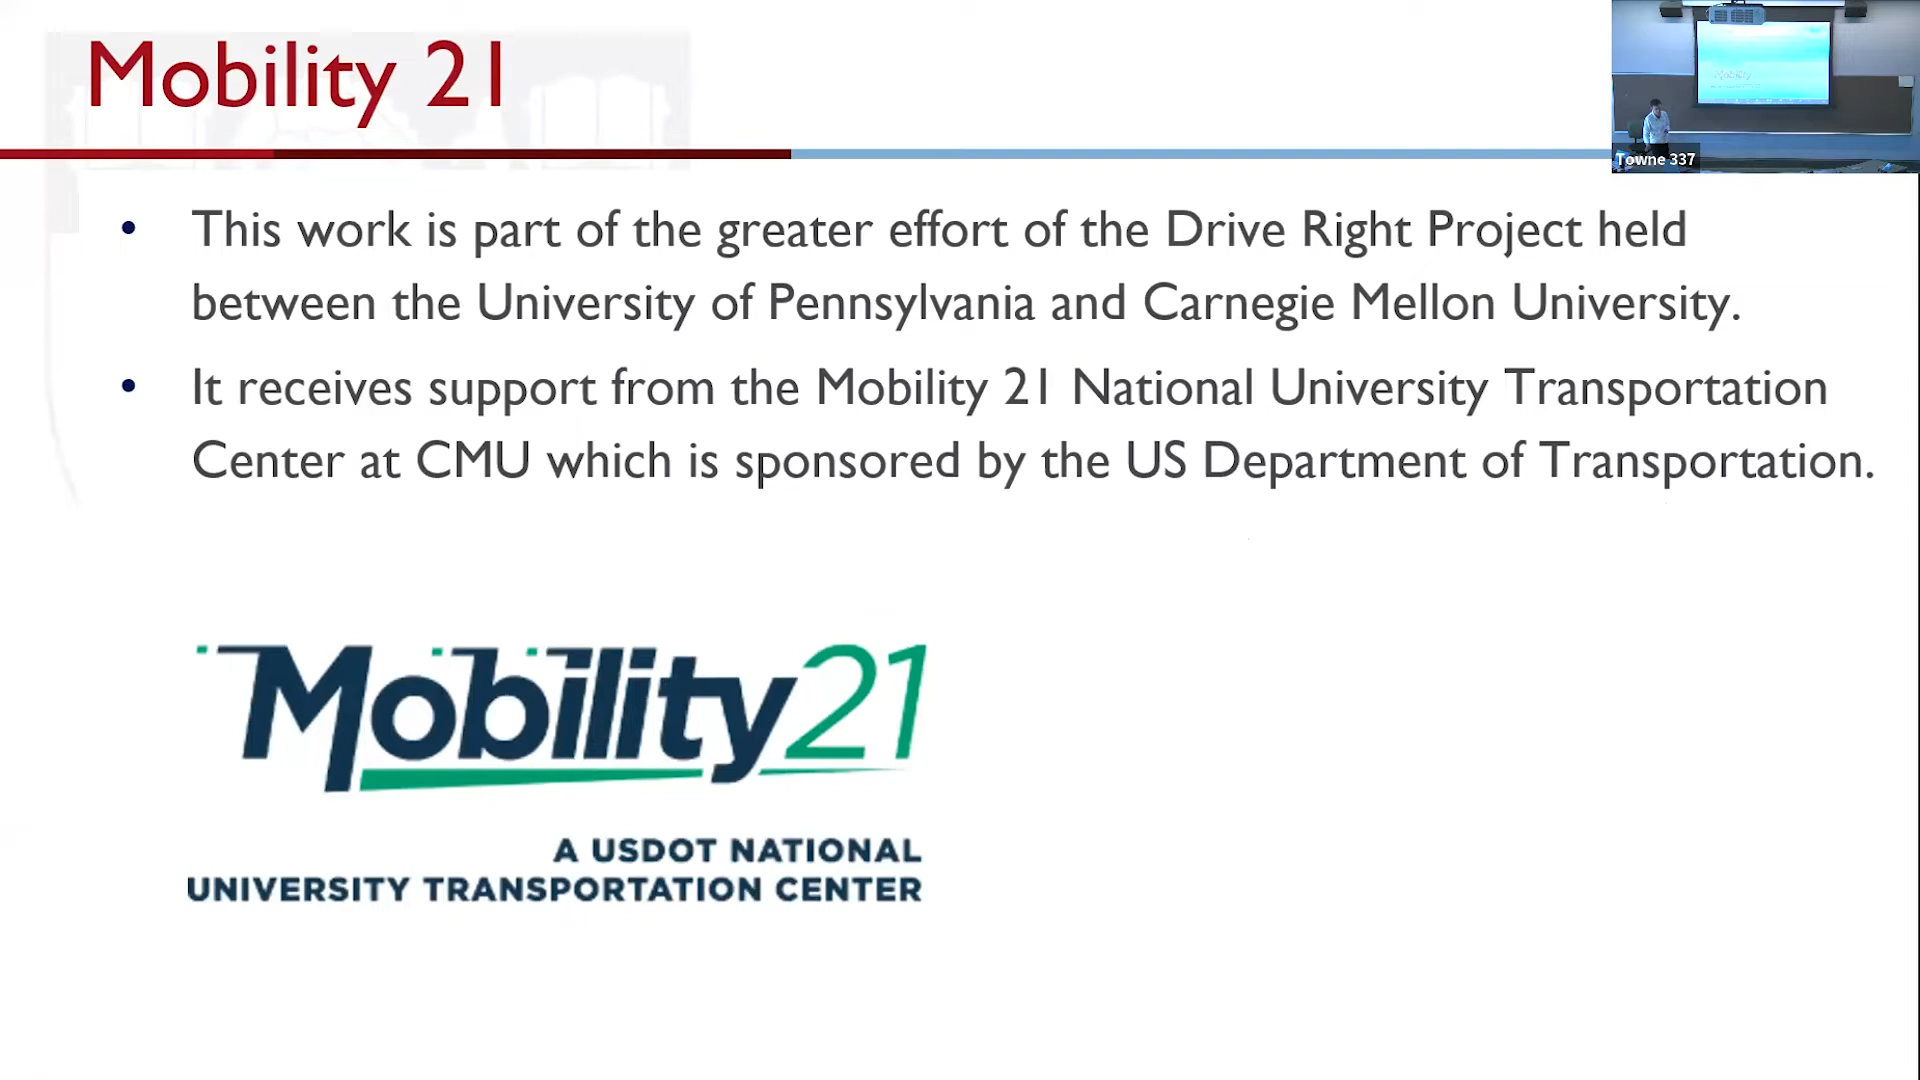 Mobility 21
Towne 337
• This work is part of the greater effort of the Drive Right Project held
between the University of Pennsylvania and Carnegie Mellon University.
• It receives support from the Mobility 21 National University Transportation
Center at CMU which is sponsored by the US Department of Transportation.
Mobility21
A USDOT NATIONAL
UNIVERSITY TRANSPORTATION CENTER